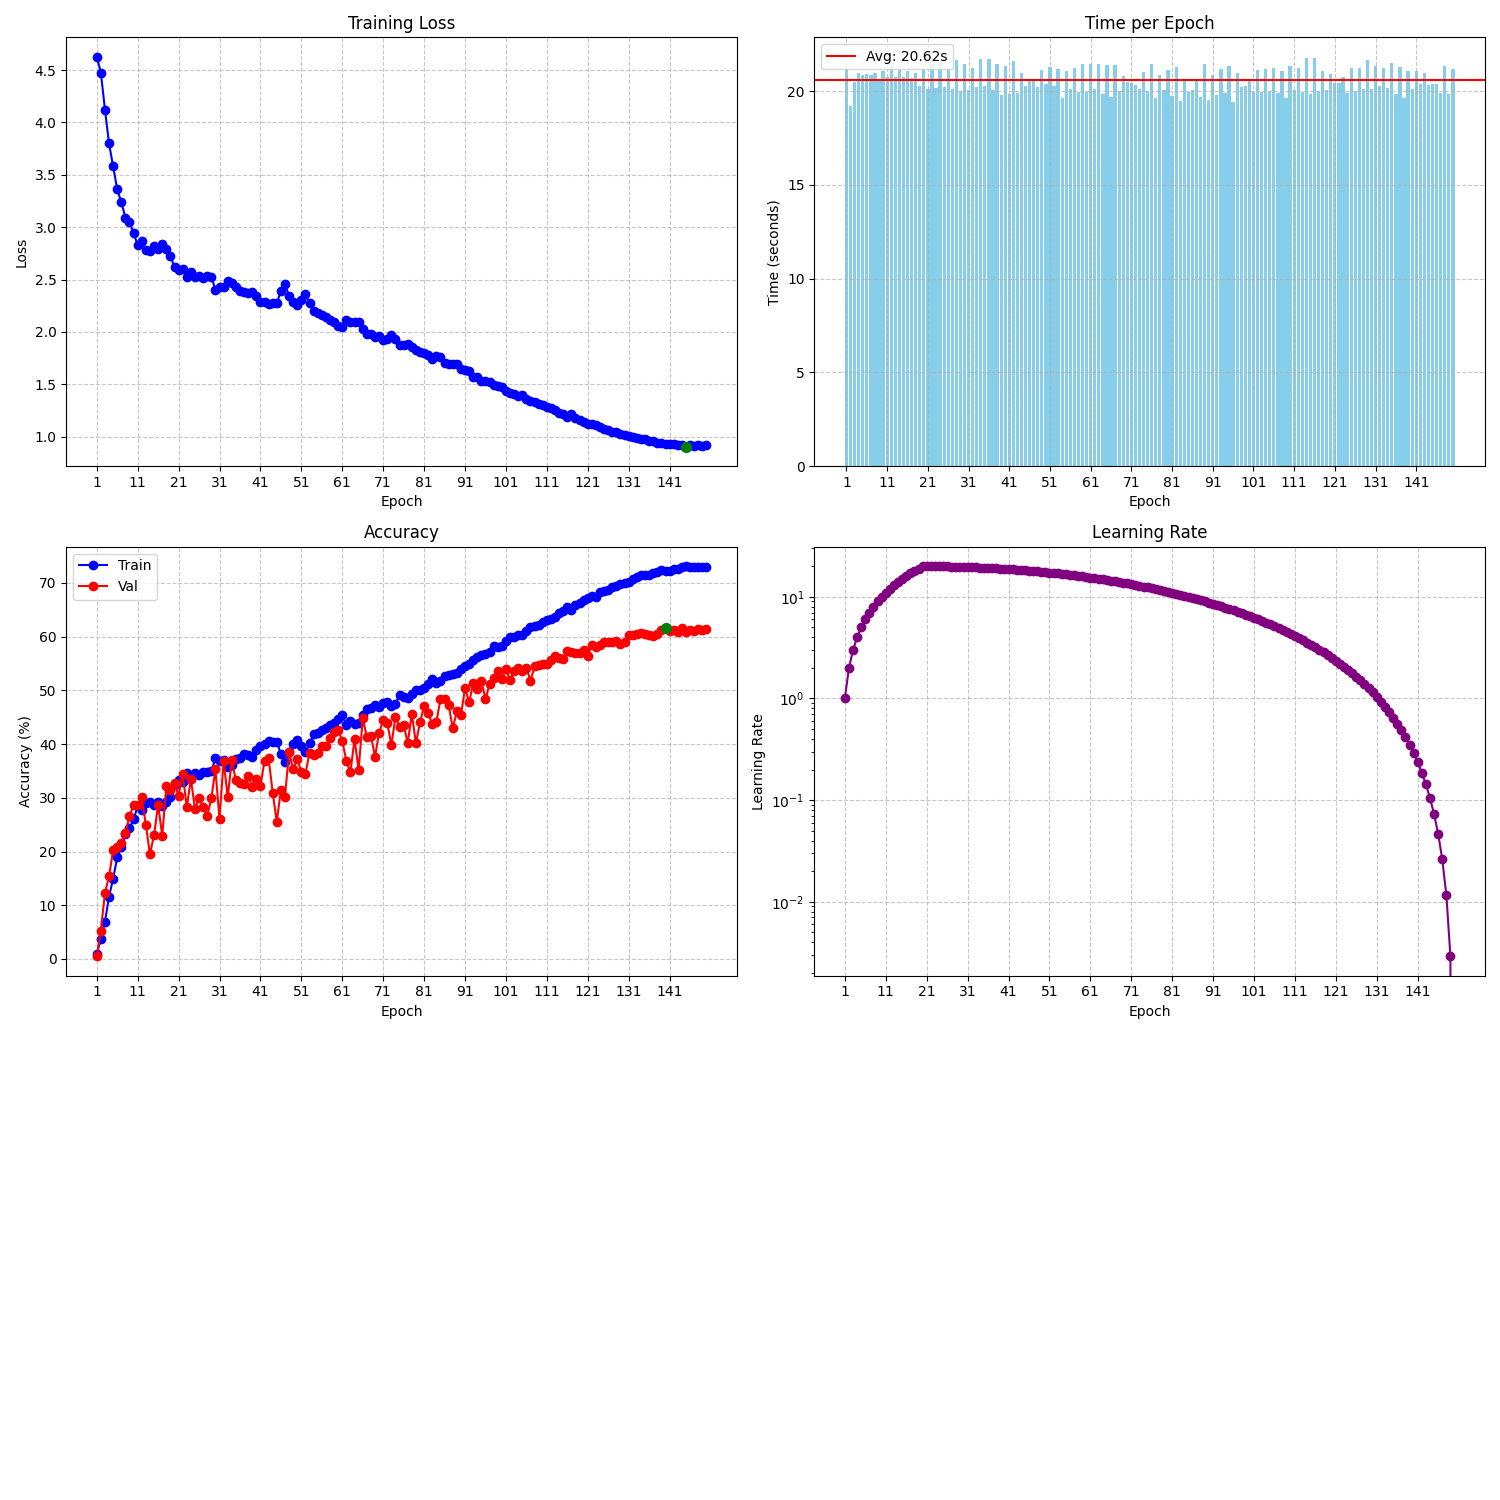 Training Loss
Loss
4.5
4.0
3.5
3.0
2.5
2.0
1.5
1.0
1 11 21 31 41 51 61 71 81 91 101 111 121 131 141
Epoch
Time per Epoch
Avg: 20.62s
Time (seconds)
20
15
10
5
0
1 11 21 31 41 51 61 71 81 91 101 111 121 131 141
Epoch
Accuracy
Train
Val
Accuracy (%)
70
60
50
40
30
20
10
0
1 11 21 31 41 51 61 71 81 91 101 111 121 131 141
Epoch
Learning Rate
Learning Rate
10¹
10⁰
10⁻¹
10⁻²
1 11 21 31 41 51 61 71 81 91 101 111 121 131 141
Epoch